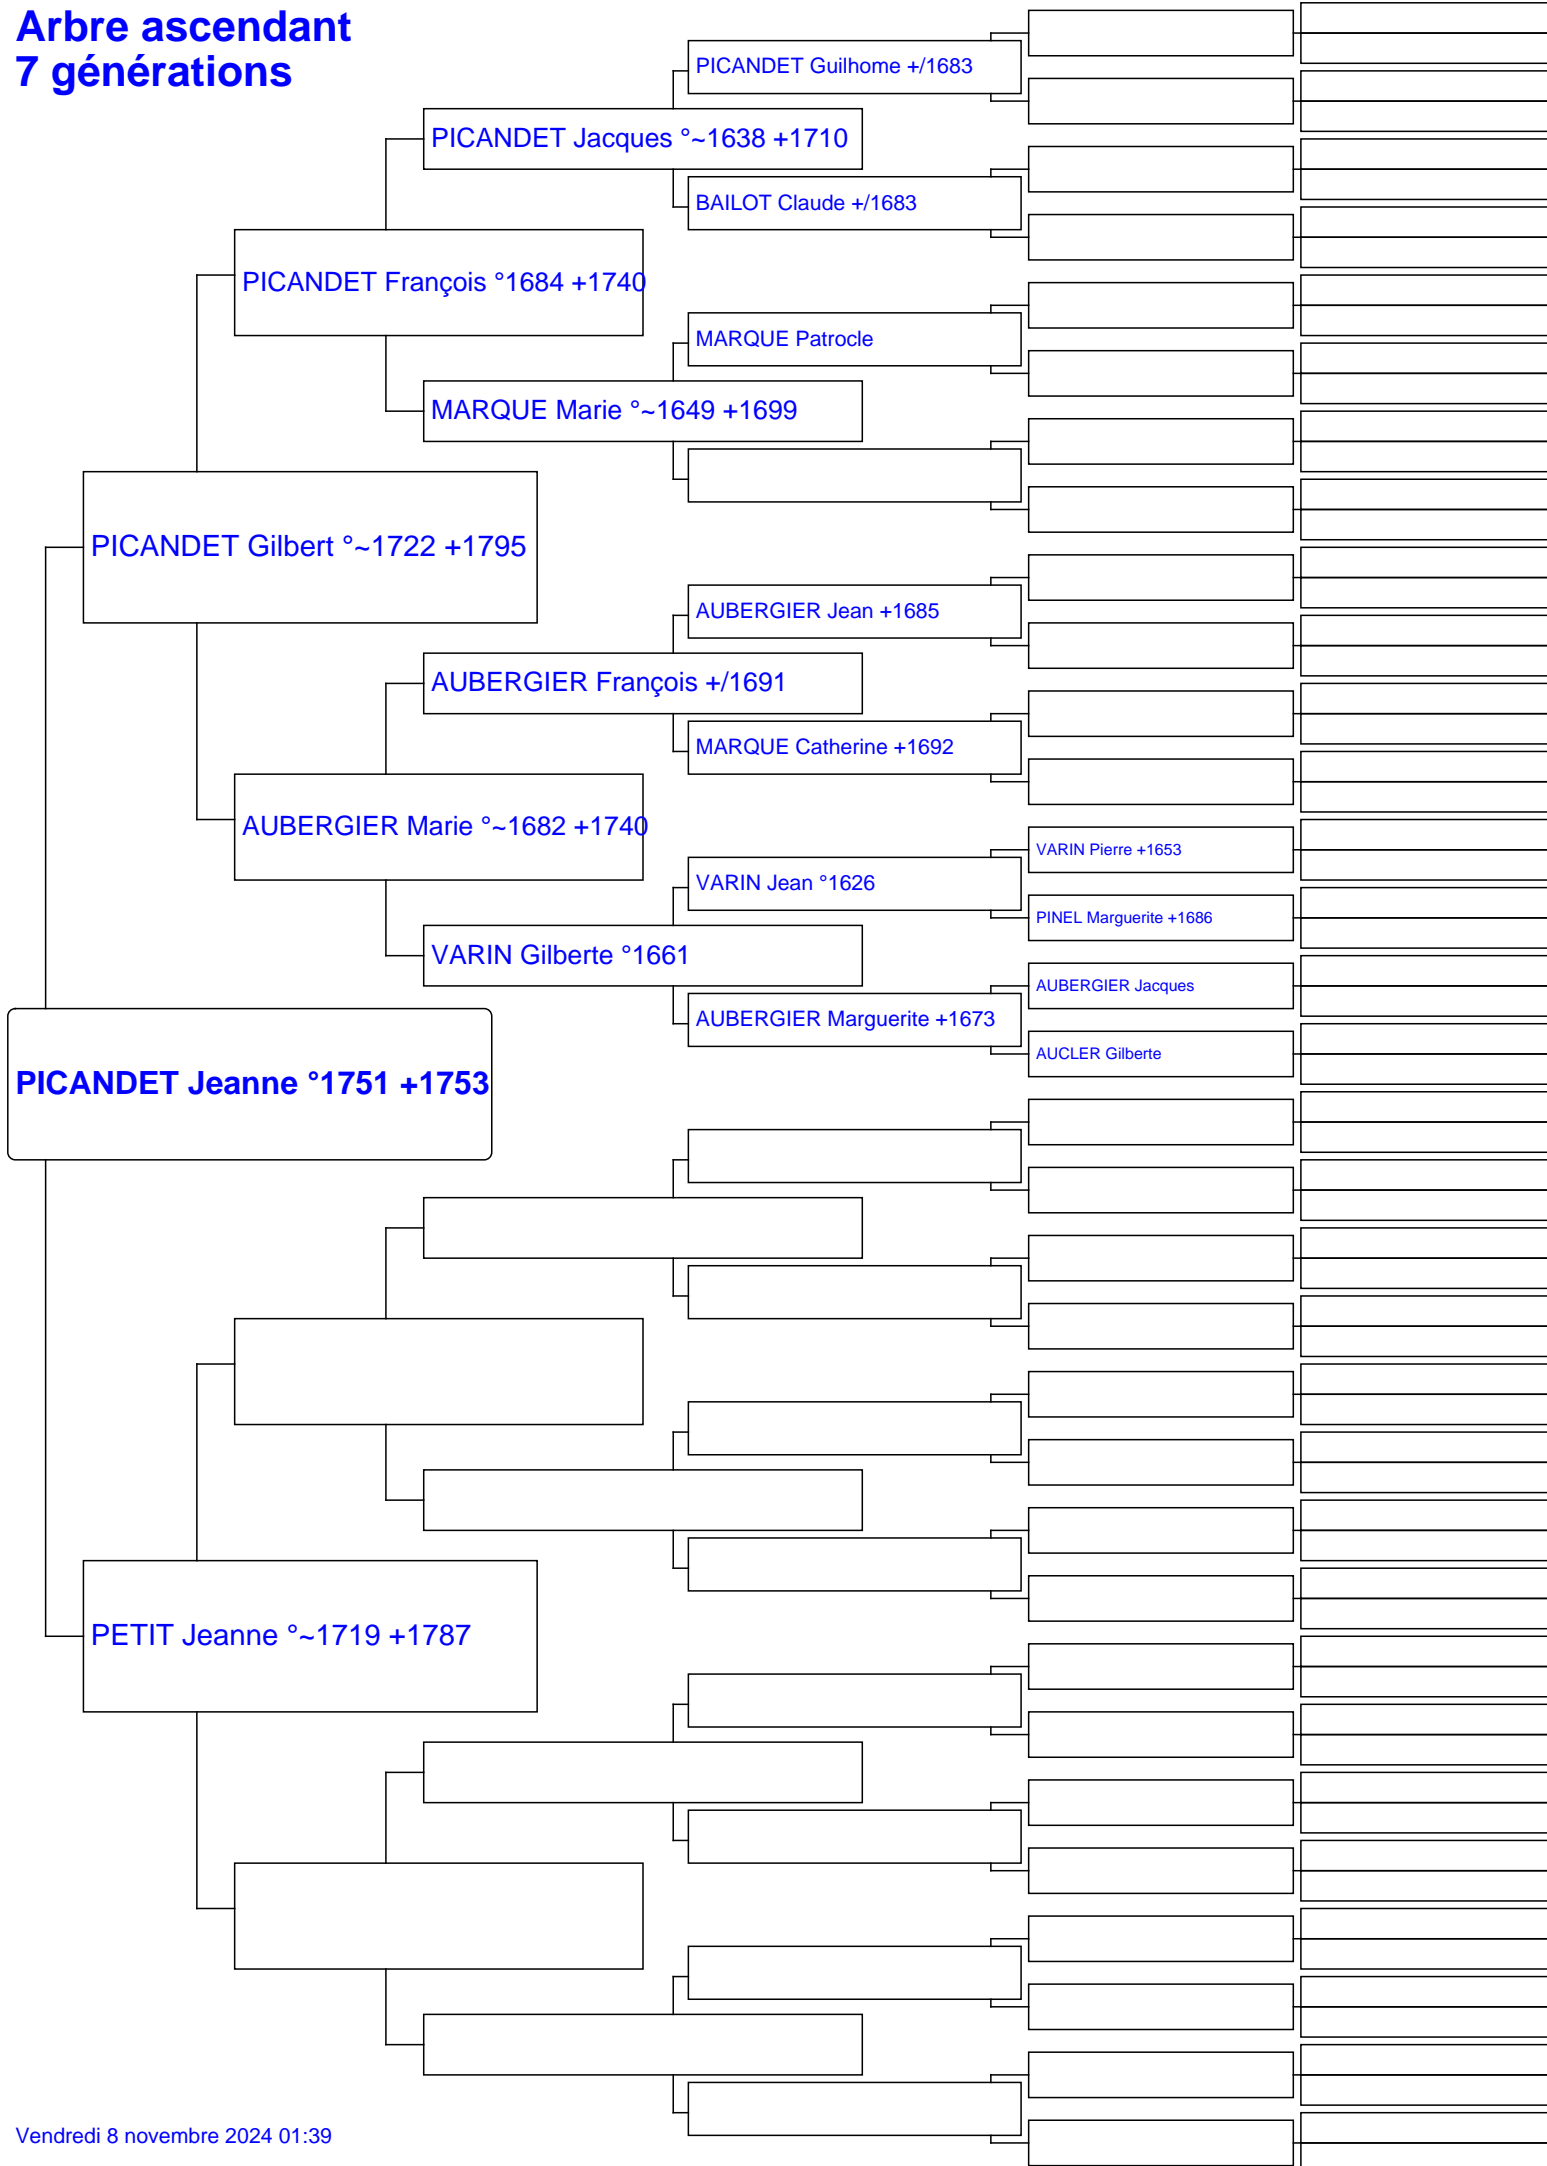 Arbre ascendant
7 générations
PICANDET Guilhome +/1683
PICANDET Jacques °~1638 +1710
BAILOT Claude +/1683
PICANDET François °1684 +1740
MARQUE Patrocle
MARQUE Marie °~1649 +1699
PICANDET Gilbert °~1722 +1795
AUBERGIER Jean +1685
AUBERGIER François +/1691
MARQUE Catherine +1692
AUBERGIER Marie °~1682 +1740
VARIN Pierre +1653
VARIN Jean °1626
PINEL Marguerite +1686
VARIN Gilberte °1661
AUBERGIER Jacques
AUBERGIER Marguerite +1673
AUCLER Gilberte
PICANDET Jeanne °1751 +1753
PETIT Jeanne °~1719 +1787
Vendredi 8 novembre 2024 01:39